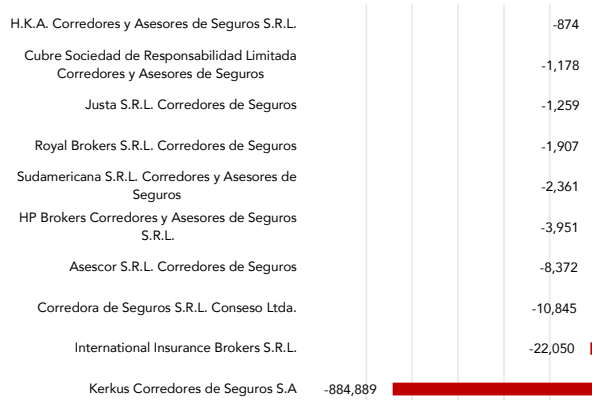 H.K.A. Corredores y Asesores de Seguros S.R.L. -874
Cubre Sociedad de Responsabilidad Limitada
Corredores y Asesores de Seguros -1,178
Justa S.R.L. Corredores de Seguros -1,259
Royal Brokers S.R.L. Corredores de Seguros -1,907
Sudamericana S.R.L. Corredores y Asesores de
Seguros -2,361
HP Brokers Corredores y Asesores de Seguros
S.R.L. -3,951
Asescor S.R.L. Corredores de Seguros -8,372
Corredora de Seguros S.R.L. Conseso Ltda. -10,845
International Insurance Brokers S.R.L. -22,050
Kerkus Corredores de Seguros S.A -884,889